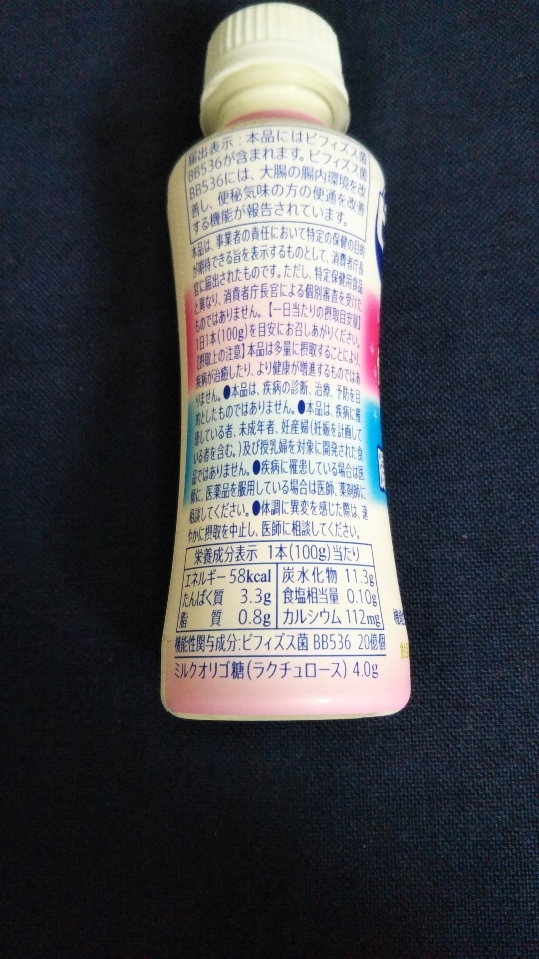 届出表示：本品にはビフィズス菌
BB536が含まれます。ビフィズス菌
BB536には、大腸の腸内環境を改
善し、便秘気味の方の便通を改善
する機能が報告されています。
本品は、事業者の責任において特定の保健の目的
が期待できる旨を表示するものとして、消費者庁長
官に届出されたものです。ただし、特定保健用食品
と異なり、消費者庁長官による個別審査を受けた
ものではありません。【一日当たりの摂取目安量】
1日1本(100g)を目安にお召しあがりください。
【摂取上の注意】本品は多量に摂取することにより、
疾病が治癒したり、より健康が増進するものではあ
りません。●本品は、疾病の診断、治療、予防を目
的としたものではありません。●本品は、疾病に罹
患している者、未成年者、妊産婦(妊娠を計画して
いる者を含む。)及び授乳婦を対象に開発された食
品ではありません。●疾病に罹患している場合は医
師に、医薬品を服用している場合は医師、薬剤師に
相談してください。●体調に異変を感じた際は、速
やかに摂取を中止し、医師に相談してください。
栄養成分表示 1本(100g)当たり
エネルギー 58kcal 炭水化物 11.3g
たんぱく質 3.3g 食塩相当量 0.10g
脂質 0.8g カルシウム 112mg
機能性関与成分:ビフィズス菌 BB536 20億個
ミルクオリゴ糖(ラクチュロース) 4.0g